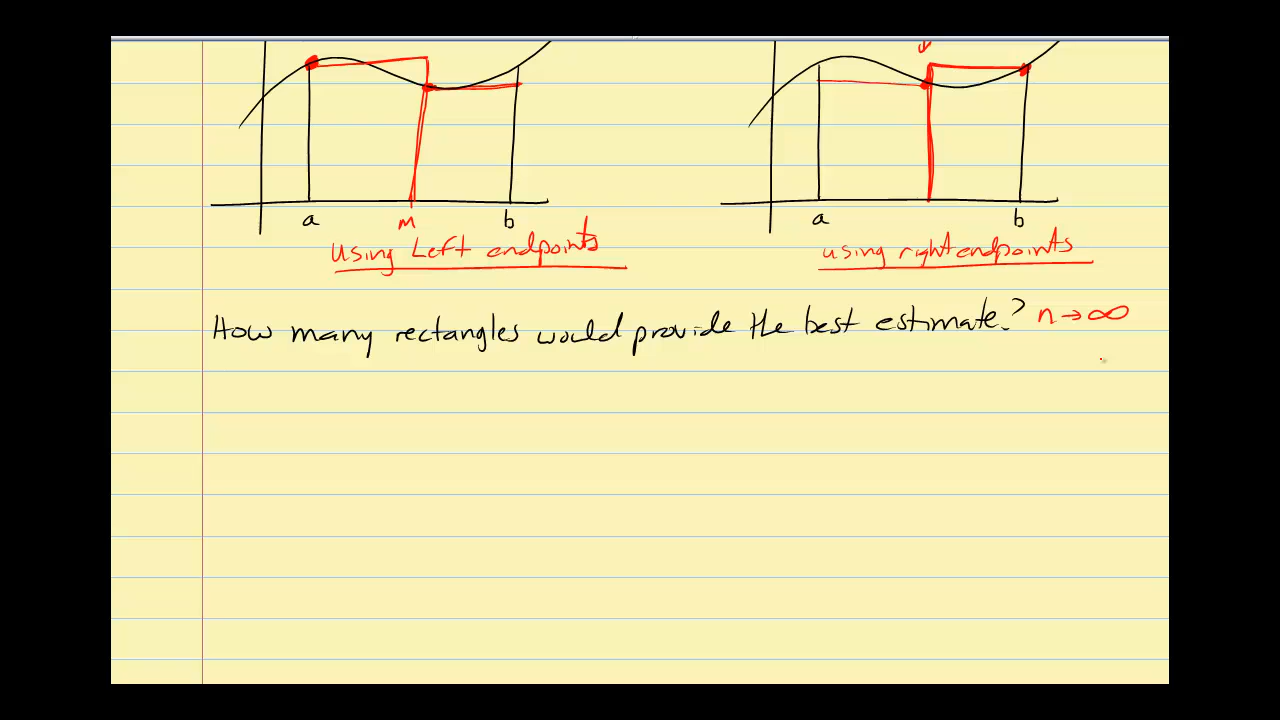 a m b
a b
using Left endpoints
using right endpoints
How many rectangles would provide the best estimate? n→∞